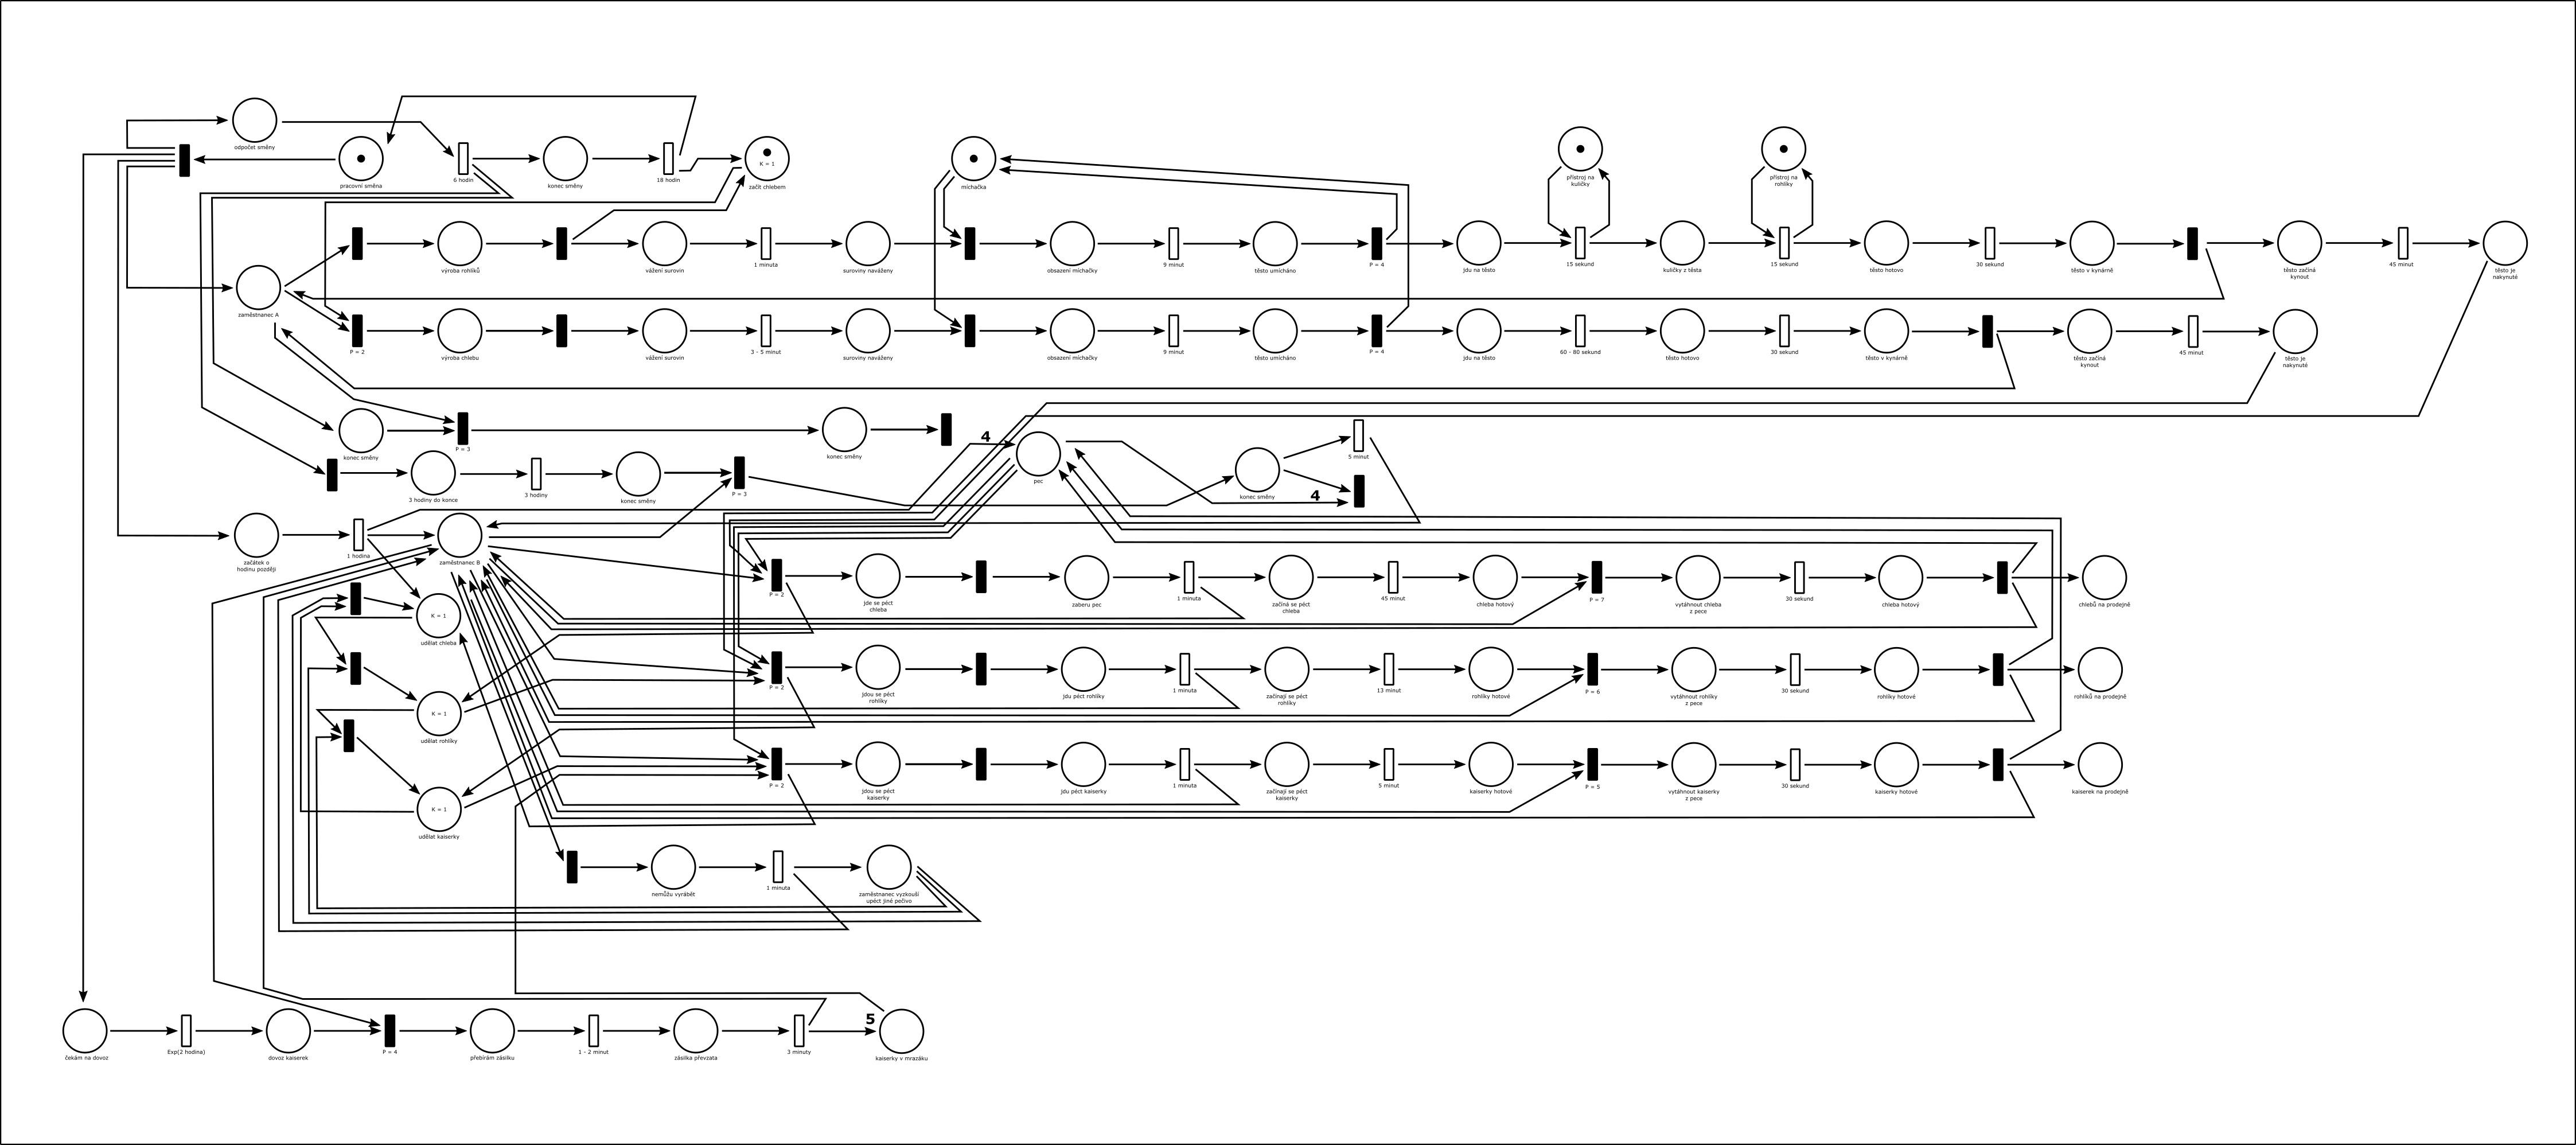 odpočet směny
pracovní směna
6 hodin
konec směny
18 hodin
K = 1
začít chlebem
míchačka
přístroj na
kuličky
přístroj na
rohlíky
výroba rohlíků
vážení surovin
1 minuta
suroviny naváženy
obsazení míchačky
9 minut
těsto umícháno
P = 4
jdu na těsto
15 sekund
kuličky z těsta
15 sekund
těsto hotovo
30 sekund
těsto v kynárně
těsto začíná
kynout
45 minut
těsto je
nakynuté
zaměstnanec A
P = 2
výroba chlebu
vážení surovin
3 - 5 minut
suroviny naváženy
obsazení míchačky
9 minut
těsto umícháno
P = 4
jdu na těsto
60 - 80 sekund
těsto hotovo
30 sekund
těsto v kynárně
těsto začíná
kynout
45 minut
těsto je
nakynuté
konec směny
P = 3
konec směny
4
pec
5 minut
3 hodiny do konce
3 hodiny
konec směny
P = 3
konec směny
4
začátek o
hodinu později
1 hodina
zaměstnanec B
P = 2
jde se péct
chleba
zaberu pec
1 minuta
začíná se péct
chleba
45 minut
chleba hotový
P = 7
vytáhnout chleba
z pece
30 sekund
chleba hotový
chlebů na prodejně
K = 1
udělat chleba
P = 2
jdou se péct
rohlíky
jdu péct rohlíky
1 minuta
začínají se péct
rohlíky
13 minut
rohlíky hotové
P = 6
vytáhnout rohlíky
z pece
30 sekund
rohlíky hotové
rohlíků na prodejně
K = 1
udělat rohlíky
P = 2
jdou se péct
kaiserky
jdu péct kaiserky
1 minuta
začínají se péct
kaiserky
5 minut
kaiserky hotové
P = 5
vytáhnout kaiserky
z pece
30 sekund
kaiserky hotové
kaiserek na prodejně
K = 1
udělat kaiserky
nemůžu vyrábět
1 minuta
zaměstnanec vyzkouší
upéct jiné pečivo
čekám na dovoz
Exp(2 hodina)
dovoz kaiserek
P = 4
přebírám zásilku
1 - 2 minut
zásilka převzata
3 minuty
5
kaiserky v mrazáku